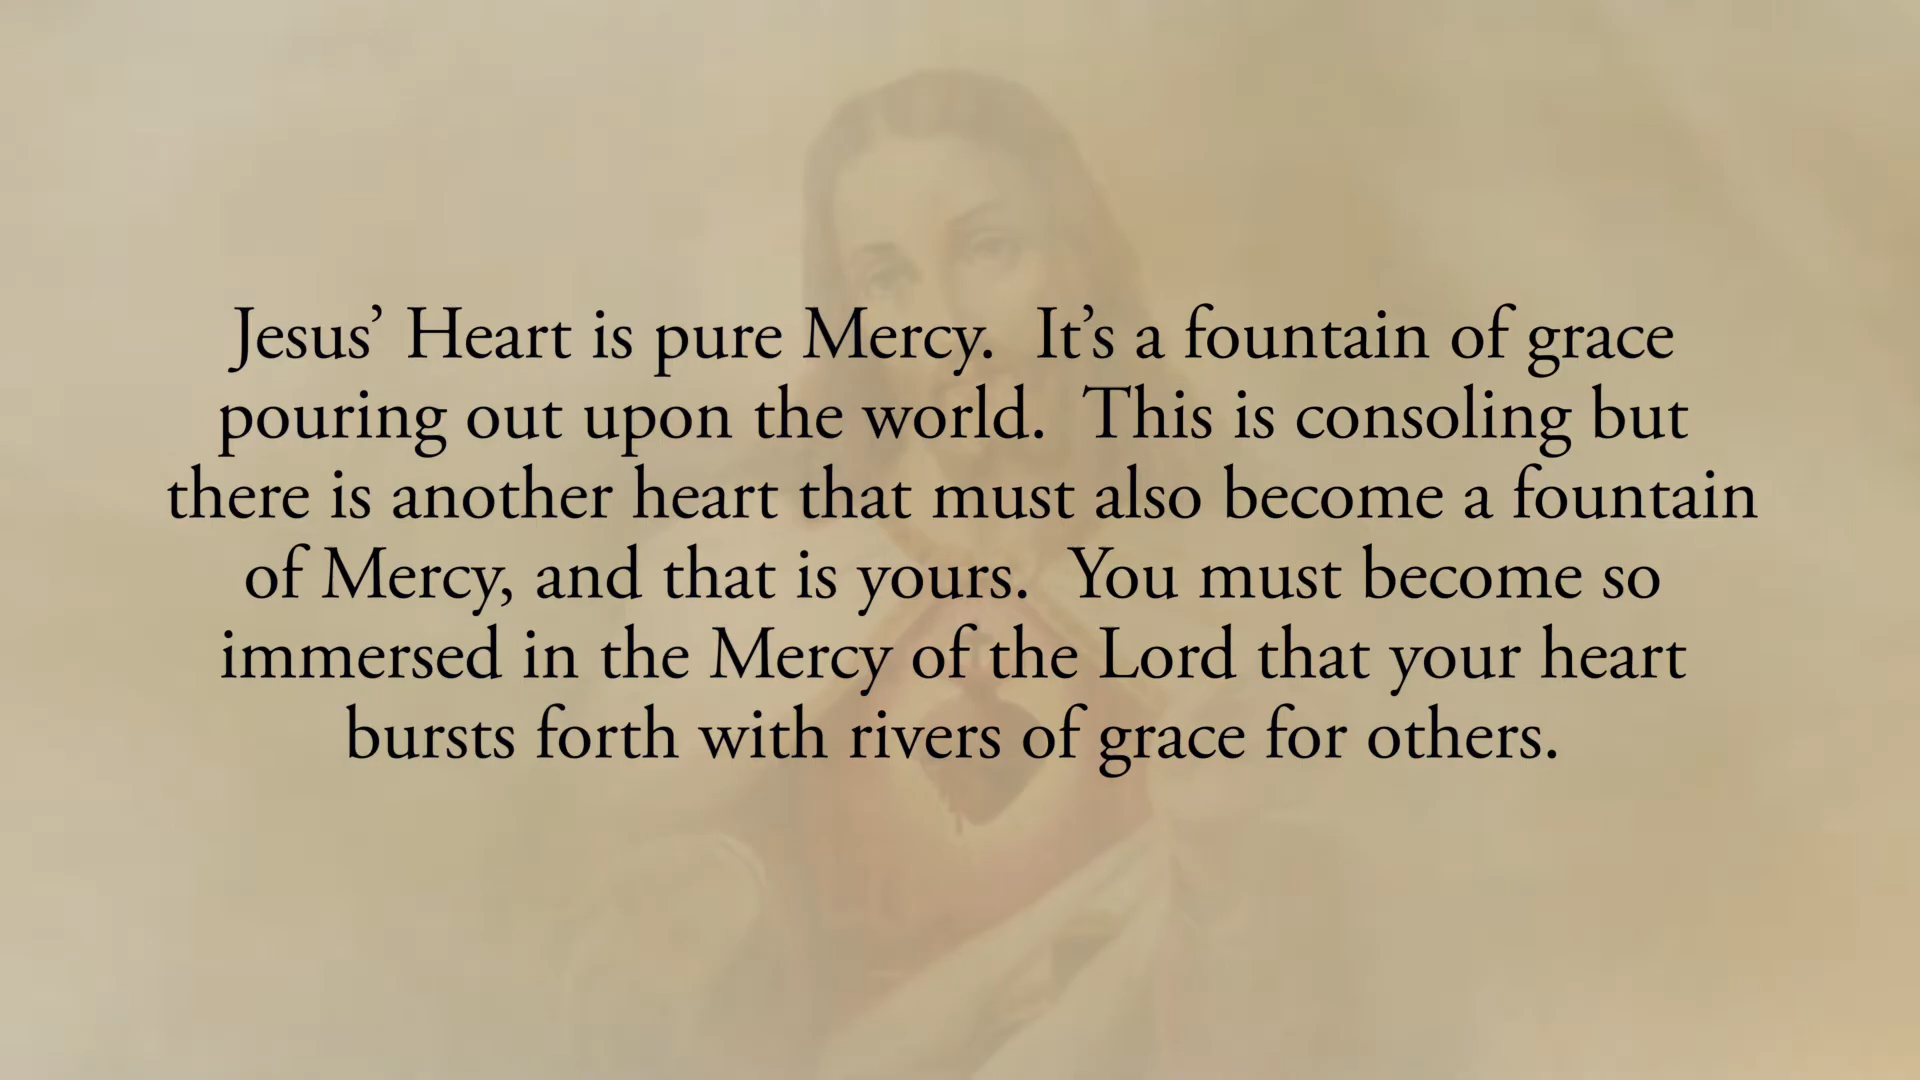 Jesus’ Heart is pure Mercy.  It’s a fountain of grace
pouring out upon the world.  This is consoling but
there is another heart that must also become a fountain
of Mercy, and that is yours.  You must become so
immersed in the Mercy of the Lord that your heart
bursts forth with rivers of grace for others.